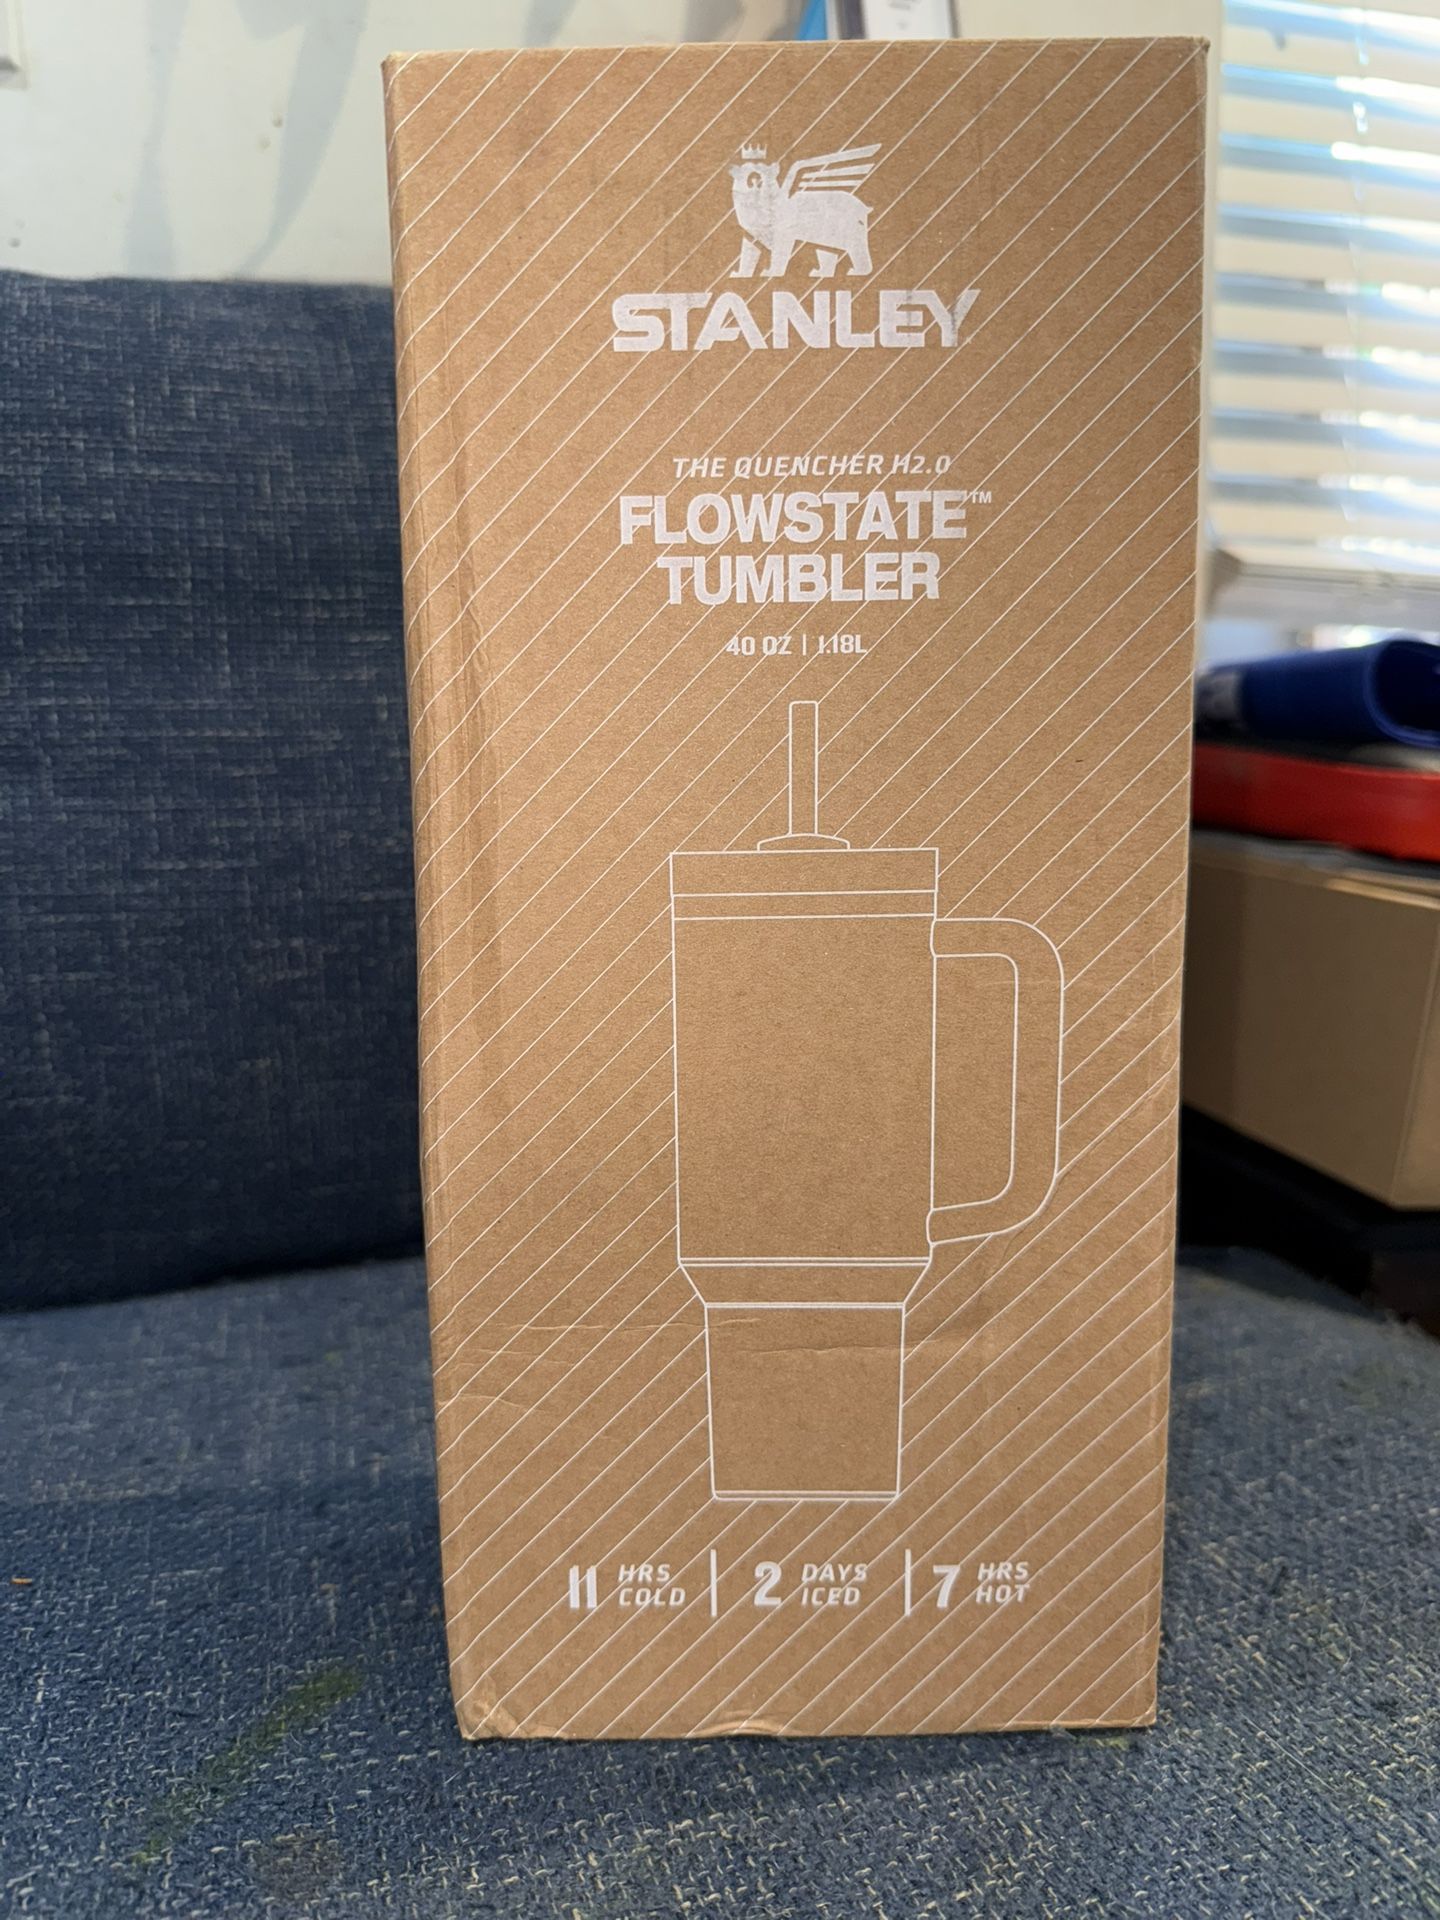 STANLEY
THE QUENCHER H2.0
FLOWSTATE™
TUMBLER
40 OZ | 1.18L
11 HRS COLD | 2 DAYS ICED | 7 HRS HOT